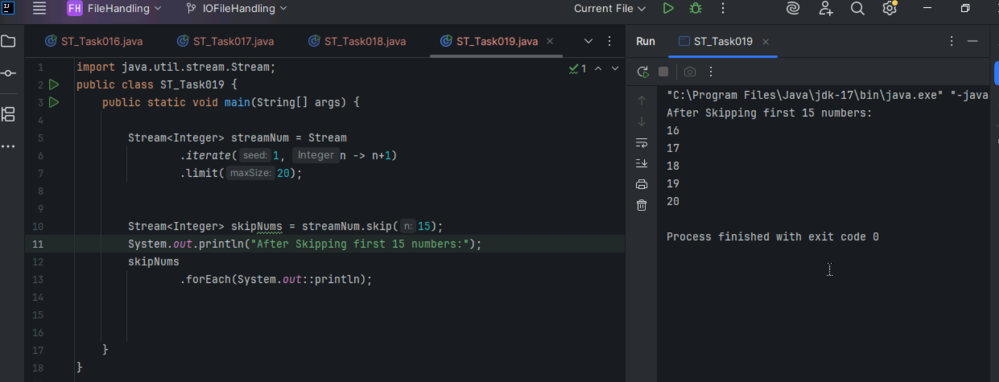 FH FileHandling IOFileHandling Current File
ST_Task016.java ST_Task017.java ST_Task018.java ST_Task019.java
1 import java.util.stream.Stream;
2 public class ST_Task019 {
3 public static void main(String[] args) {
4
5 Stream<Integer> streamNum = Stream
6 .iterate( seed: 1, Integer n -> n+1)
7 .limit( maxSize: 20);
8
9
10 Stream<Integer> skipNums = streamNum.skip( n: 15);
11 System.out.println("After Skipping first 15 numbers:");
12 skipNums
13 .forEach(System.out::println);
14
15
16
17 }
18 }
1
Run ST_Task019
"C:\Program Files\Java\jdk-17\bin\java.exe" "-java
After Skipping first 15 numbers:
16
17
18
19
20
Process finished with exit code 0